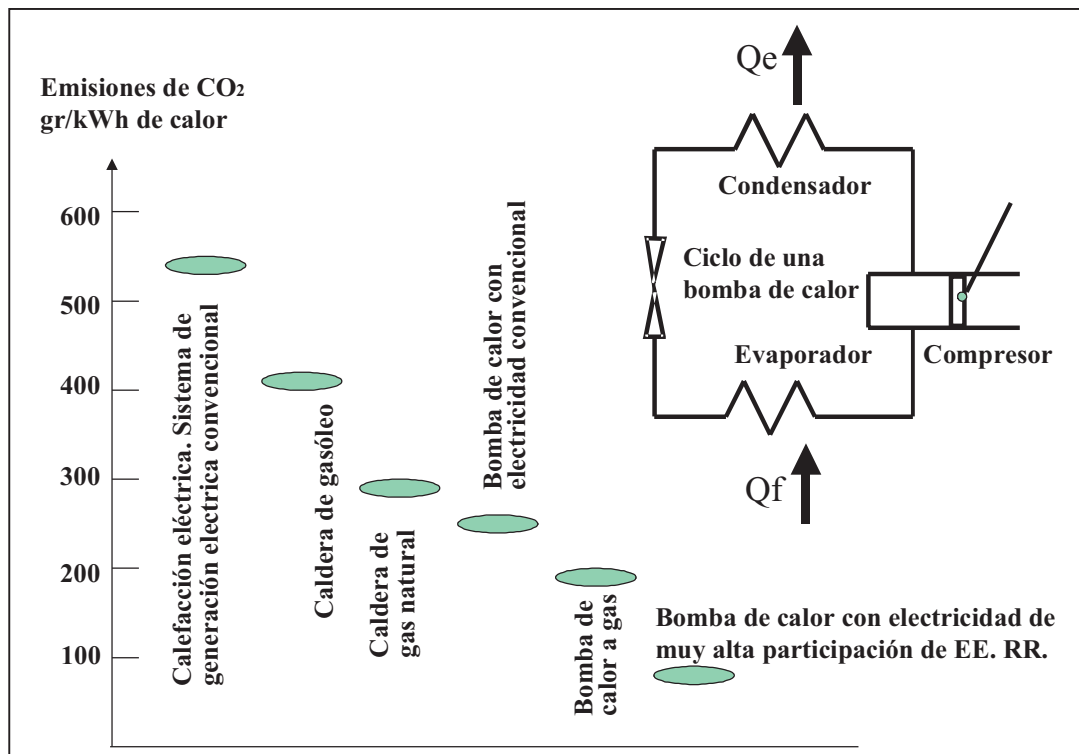 Emisiones de CO2
gr/kWh de calor
600
500
400
300
200
100
Calefacción eléctrica. Sistema de
generación electrica convencional
Caldera de gasóleo
Caldera de
gas natural
Bomba de calor con
electricidad convencional
Bomba de
calor a gas
Bomba de calor con electricidad de
muy alta participación de EE. RR.
Qe
Condensador
Ciclo de una
bomba de calor
Evaporador
Compresor
Qf